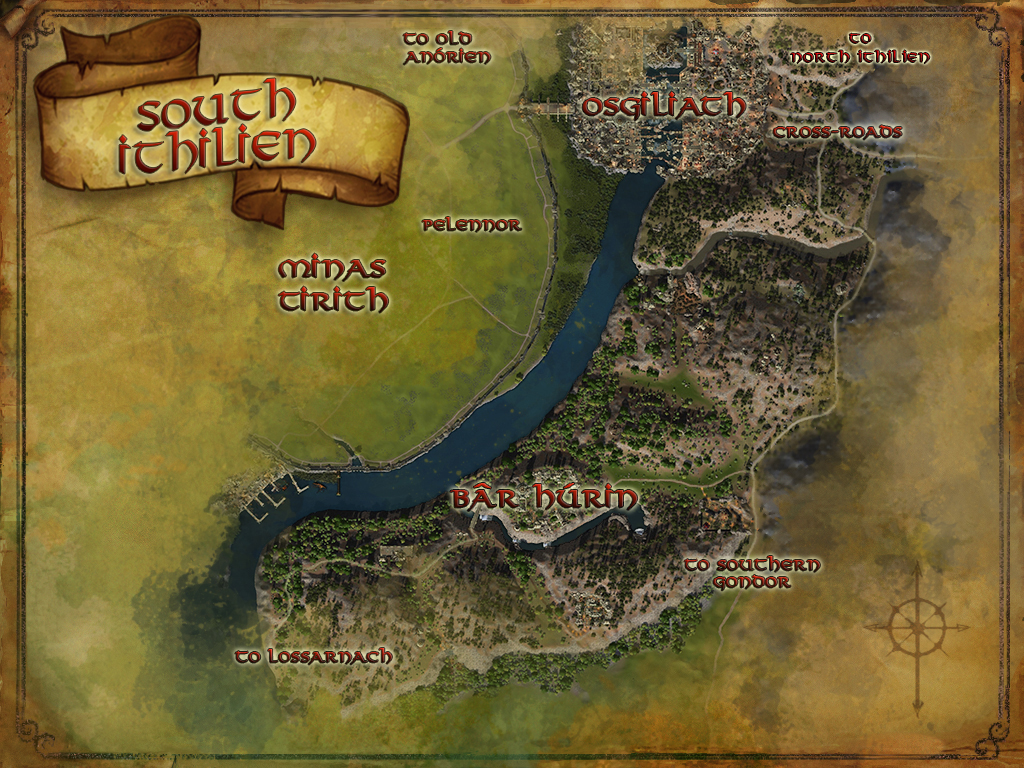 SOUTH
ITHILIEN
TO OLD
ANÓRIEN
TO
NORTH ITHILIEN
OSGILIATH
CROSS-ROADS
PELENNOR
MINAS
TIRITH
BÂR HÚRIN
TO SOUTHERN
GONDOR
TO LOSSARNACH